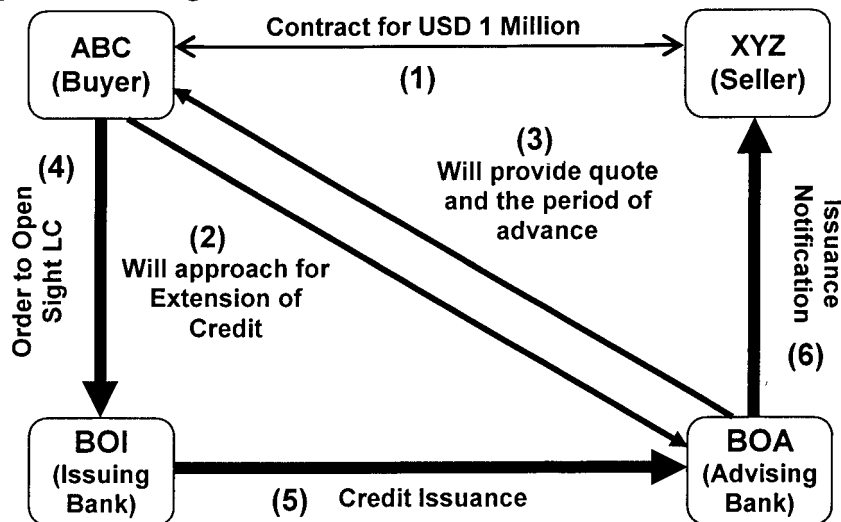 ABC
(Buyer)
Contract for USD 1 Million
(1)
XYZ
(Seller)
(4)
Order to Open
Sight LC
(2)
Will approach for
Extension of
Credit
(3)
Will provide quote
and the period of
advance
Issuance
Notification
(6)
BOI
(Issuing
Bank)
(5)
Credit Issuance
BOA
(Advising
Bank)